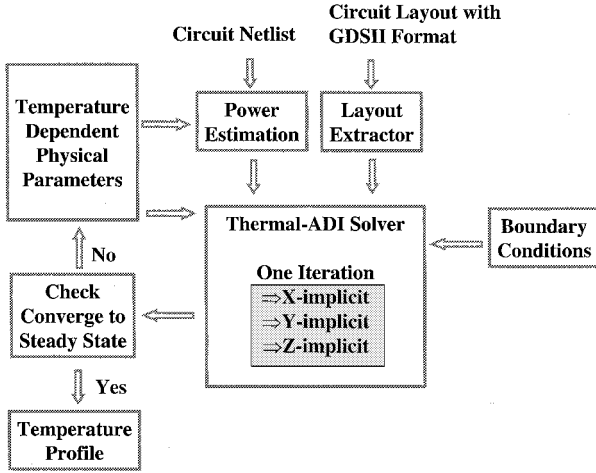 Circuit Netlist
Circuit Layout with
GDSII Format
Temperature
Dependent
Physical
Parameters
Power
Estimation
Layout
Extractor
Thermal-ADI Solver
One Iteration
⇒X-implicit
⇒Y-implicit
⇒Z-implicit
Boundary
Conditions
No
Check
Converge to
Steady State
Yes
Temperature
Profile